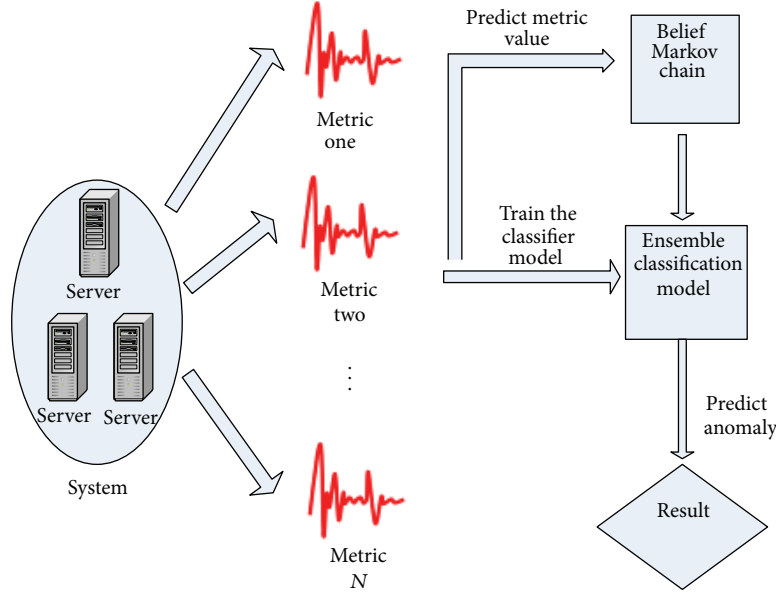 Server
Server
Server
System
Metric
one
Metric
two
Metric
N
Predict metric
value
Train the
classifier
model
Belief
Markov
chain
Ensemble
classification
model
Predict
anomaly
Result